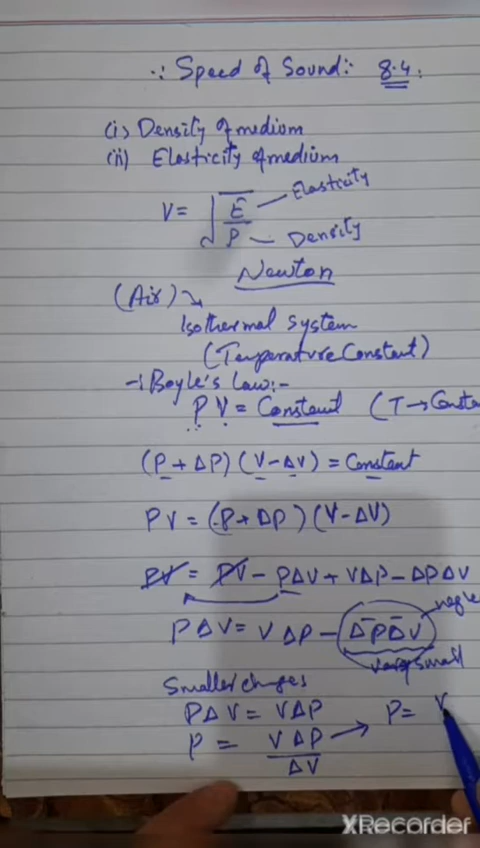 ∴ Speed of Sound:- 8.4.
(i) Density of medium
(ii) Elasticity of medium
V = √(E/ρ) Elasticity
Density
Newton
(Air) →
Isothermal system
(Temperature Constant)
→ Boyle's Law:-
PV = Constant (T → Consta
(P + ΔP) (V - ΔV) = Constant
PV = (P + ΔP) (V - ΔV)
PV = PV - PΔV + VΔP - ΔPΔV
PΔV = VΔP - ΔPΔV negle
very small
Smaller changes
PΔV = VΔP
P = VΔP/ΔV → P = V
XRecorder